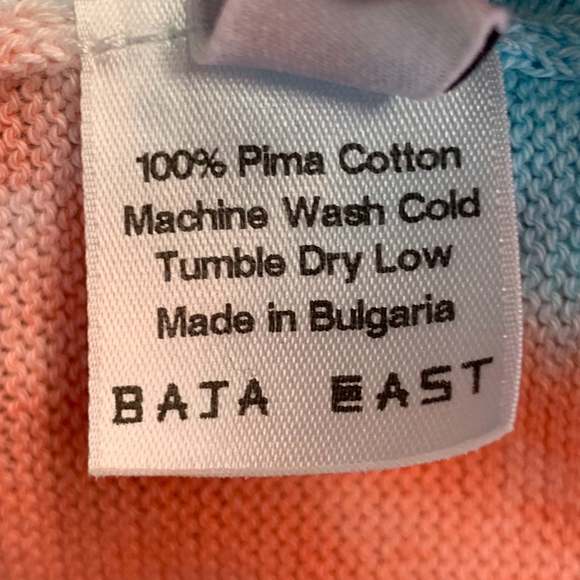 100% Pima Cotton
Machine Wash Cold
Tumble Dry Low
Made in Bulgaria
BAJA EAST